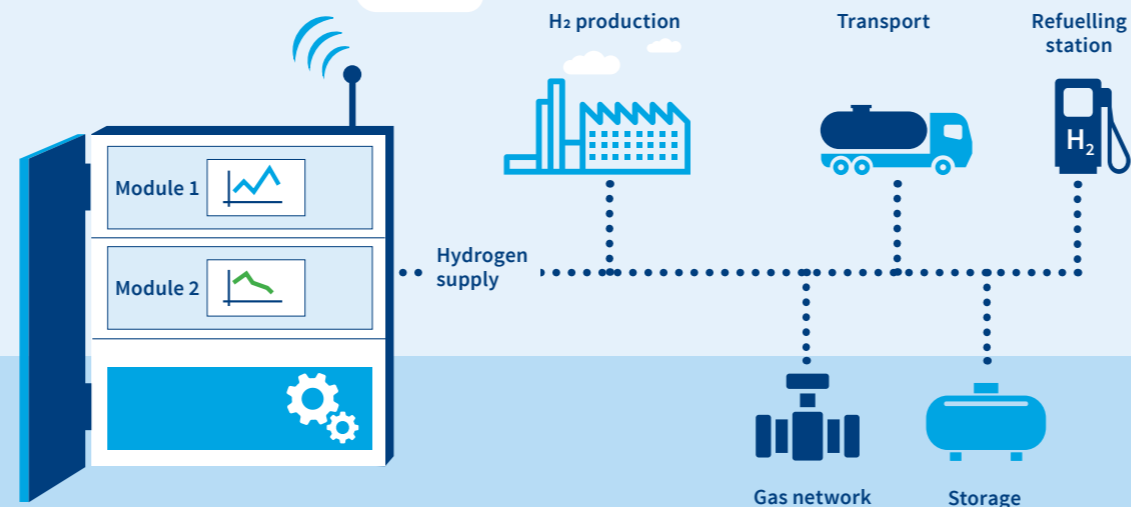 H₂ production
Transport
Refuelling
station
H₂
Module 1
Module 2
Hydrogen
supply
Gas network
Storage